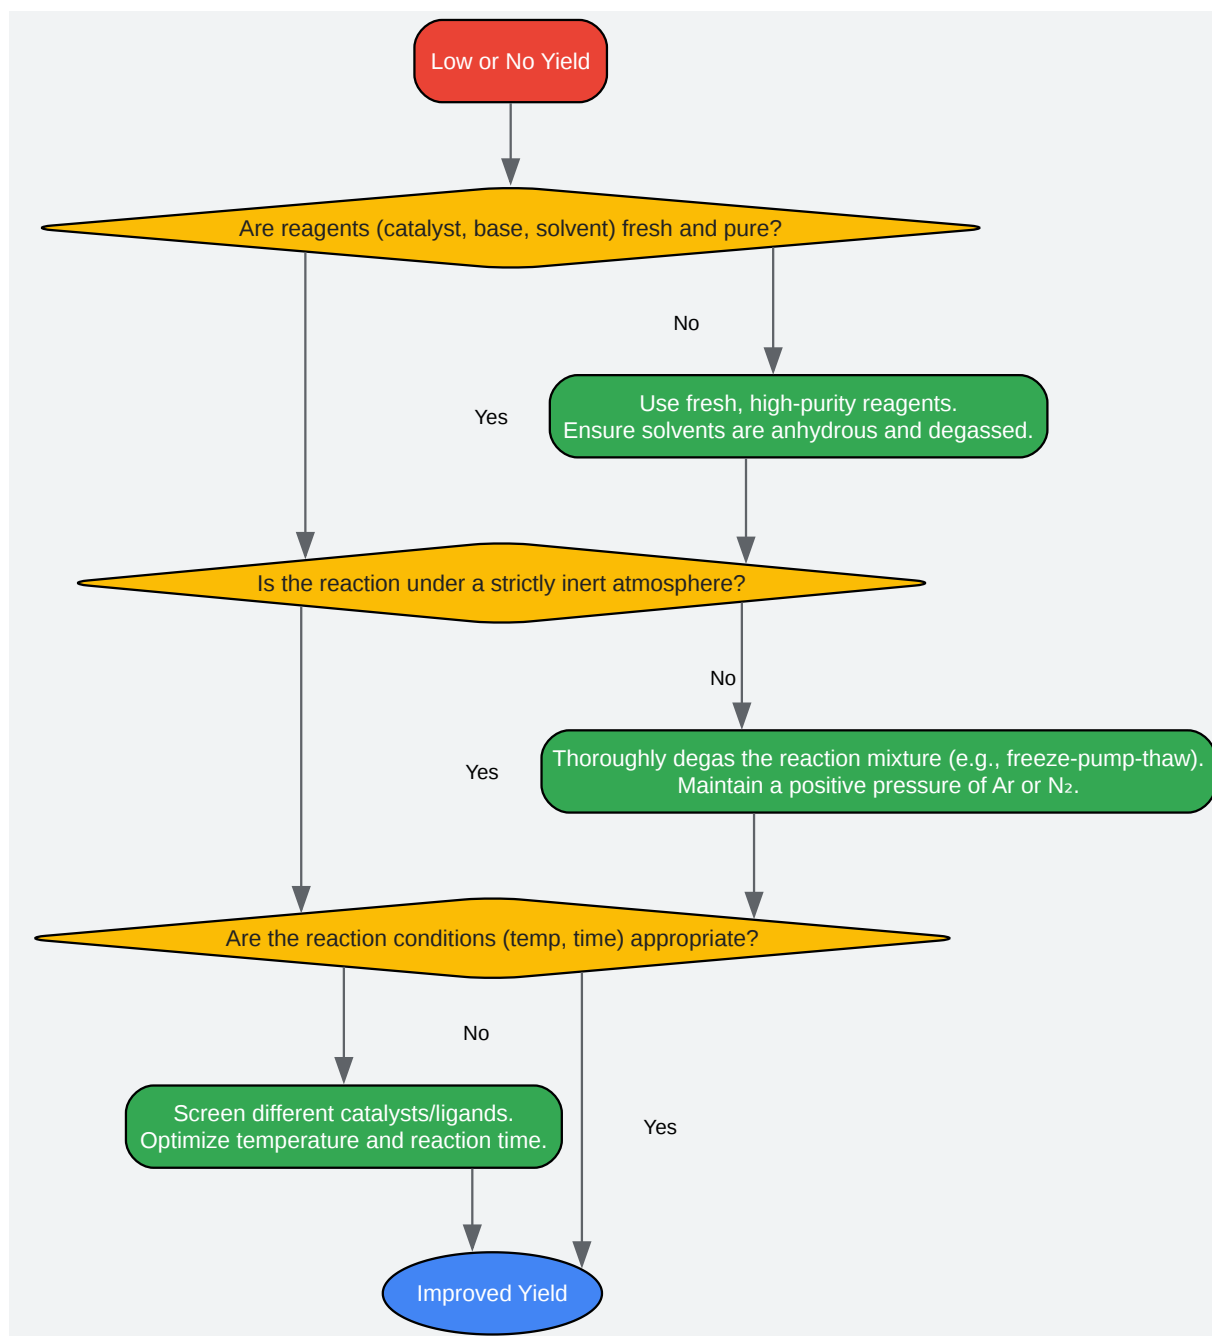 Low or No Yield
Are reagents (catalyst, base, solvent) fresh and pure?
No
Use fresh, high-purity reagents.
Ensure solvents are anhydrous and degassed.
Yes
Is the reaction under a strictly inert atmosphere?
No
Thoroughly degas the reaction mixture (e.g., freeze-pump-thaw).
Maintain a positive pressure of Ar or N₂.
Yes
Are the reaction conditions (temp, time) appropriate?
No
Screen different catalysts/ligands.
Optimize temperature and reaction time.
Yes
Improved Yield